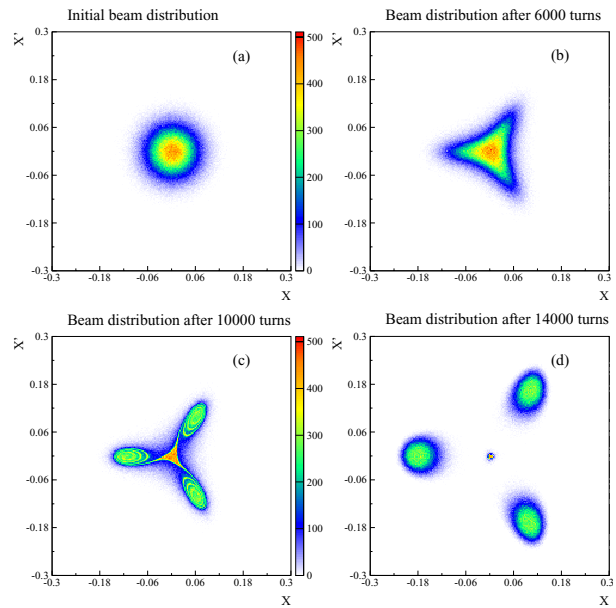 Initial beam distribution
X'
0.3
0.18
0.06
-0.06
-0.18
-0.3
-0.3 -0.18 -0.06 0.06 0.18 0.3
X
(a)
500
400
300
200
100
0
Beam distribution after 6000 turns
X'
0.3
0.18
0.06
-0.06
-0.18
-0.3
-0.3 -0.18 -0.06 0.06 0.18 0.3
X
(b)
Beam distribution after 10000 turns
X'
0.3
0.18
0.06
-0.06
-0.18
-0.3
-0.3 -0.18 -0.06 0.06 0.18 0.3
X
(c)
500
400
300
200
100
0
Beam distribution after 14000 turns
X'
0.3
0.18
0.06
-0.06
-0.18
-0.3
-0.3 -0.18 -0.06 0.06 0.18 0.3
X
(d)